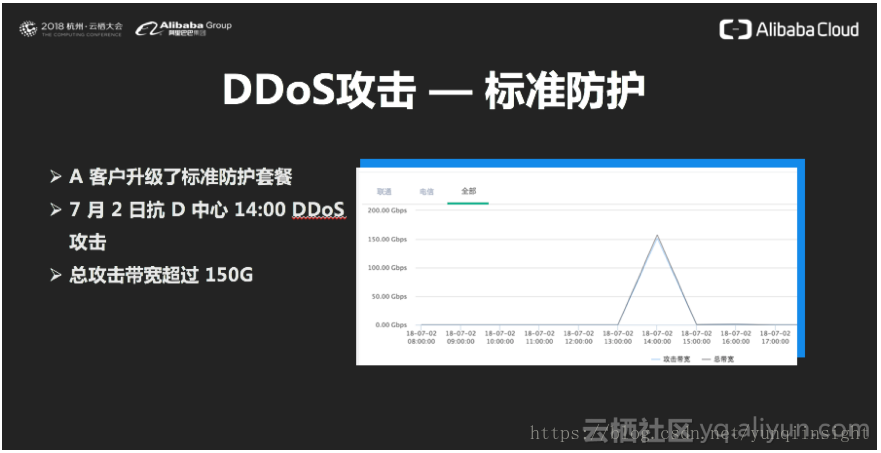 2018 杭州·云栖大会
THE COMPUTING CONFERENCE
Alibaba Group
阿里巴巴集团
Alibaba Cloud
DDoS攻击 — 标准防护
➢ A 客户升级了标准防护套餐
➢ 7 月 2 日抗 D 中心 14:00 DDoS
攻击
➢ 总攻击带宽超过 150G
联通 电信 全部
200.00 Gbps
150.00 Gbps
100.00 Gbps
50.00 Gbps
0.00 Gbps
18-07-02 18-07-02 18-07-02 18-07-02 18-07-02 18-07-02 18-07-02 18-07-02 18-07-02 18-07-02
08:00:00 09:00:00 10:00:00 11:00:00 12:00:00 13:00:00 14:00:00 15:00:00 16:00:00 17:00:00
攻击带宽 总带宽
云栖社区 yq.aliyun.com
https://blog.csdn.net/yunqiinsight